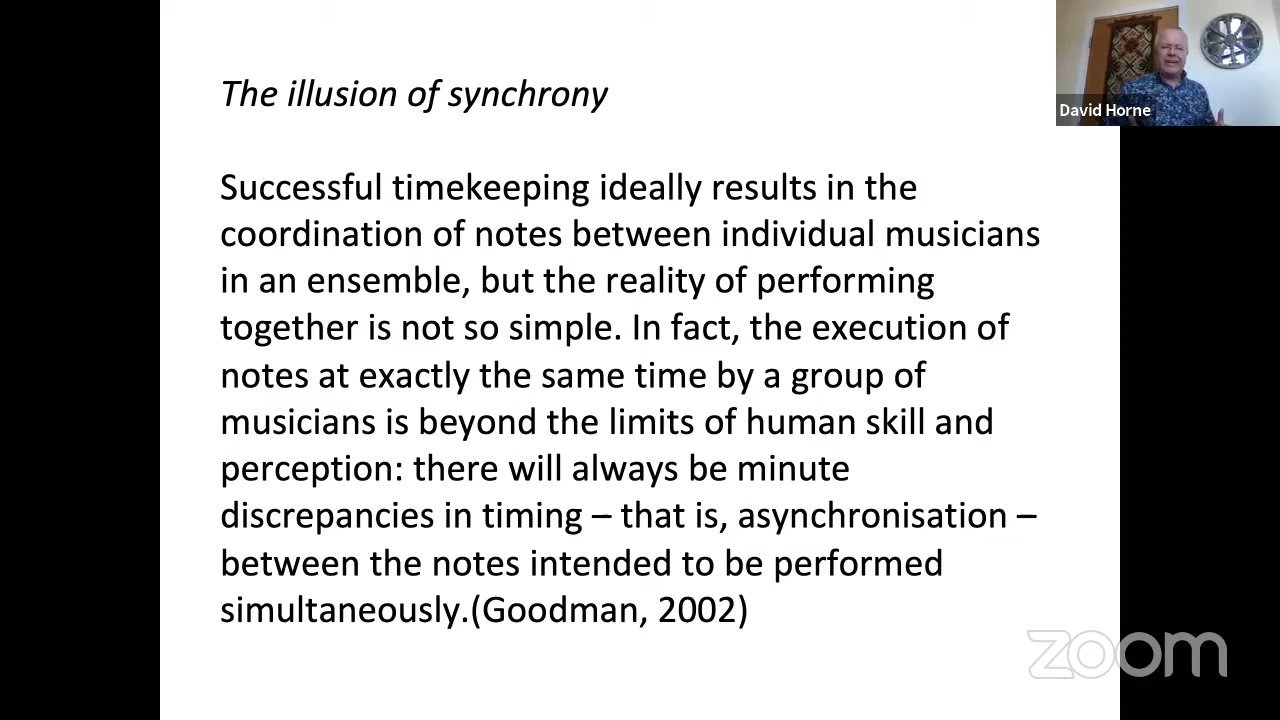 The illusion of synchrony
Successful timekeeping ideally results in the
coordination of notes between individual musicians
in an ensemble, but the reality of performing
together is not so simple. In fact, the execution of
notes at exactly the same time by a group of
musicians is beyond the limits of human skill and
perception: there will always be minute
discrepancies in timing – that is, asynchronisation –
between the notes intended to be performed
simultaneously.(Goodman, 2002)
David Horne
zoom